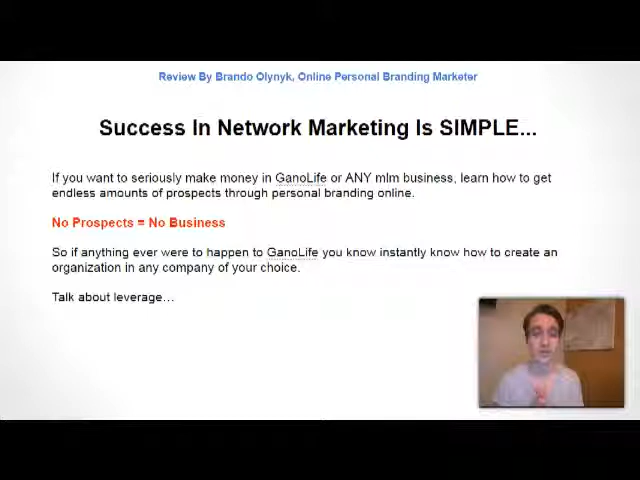 Review By Brando Olynyk, Online Personal Branding Marketer
Success In Network Marketing Is SIMPLE...
If you want to seriously make money in GanoLife or ANY mlm business, learn how to get
endless amounts of prospects through personal branding online.
No Prospects = No Business
So if anything ever were to happen to GanoLife you know instantly know how to create an
organization in any company of your choice.
Talk about leverage...